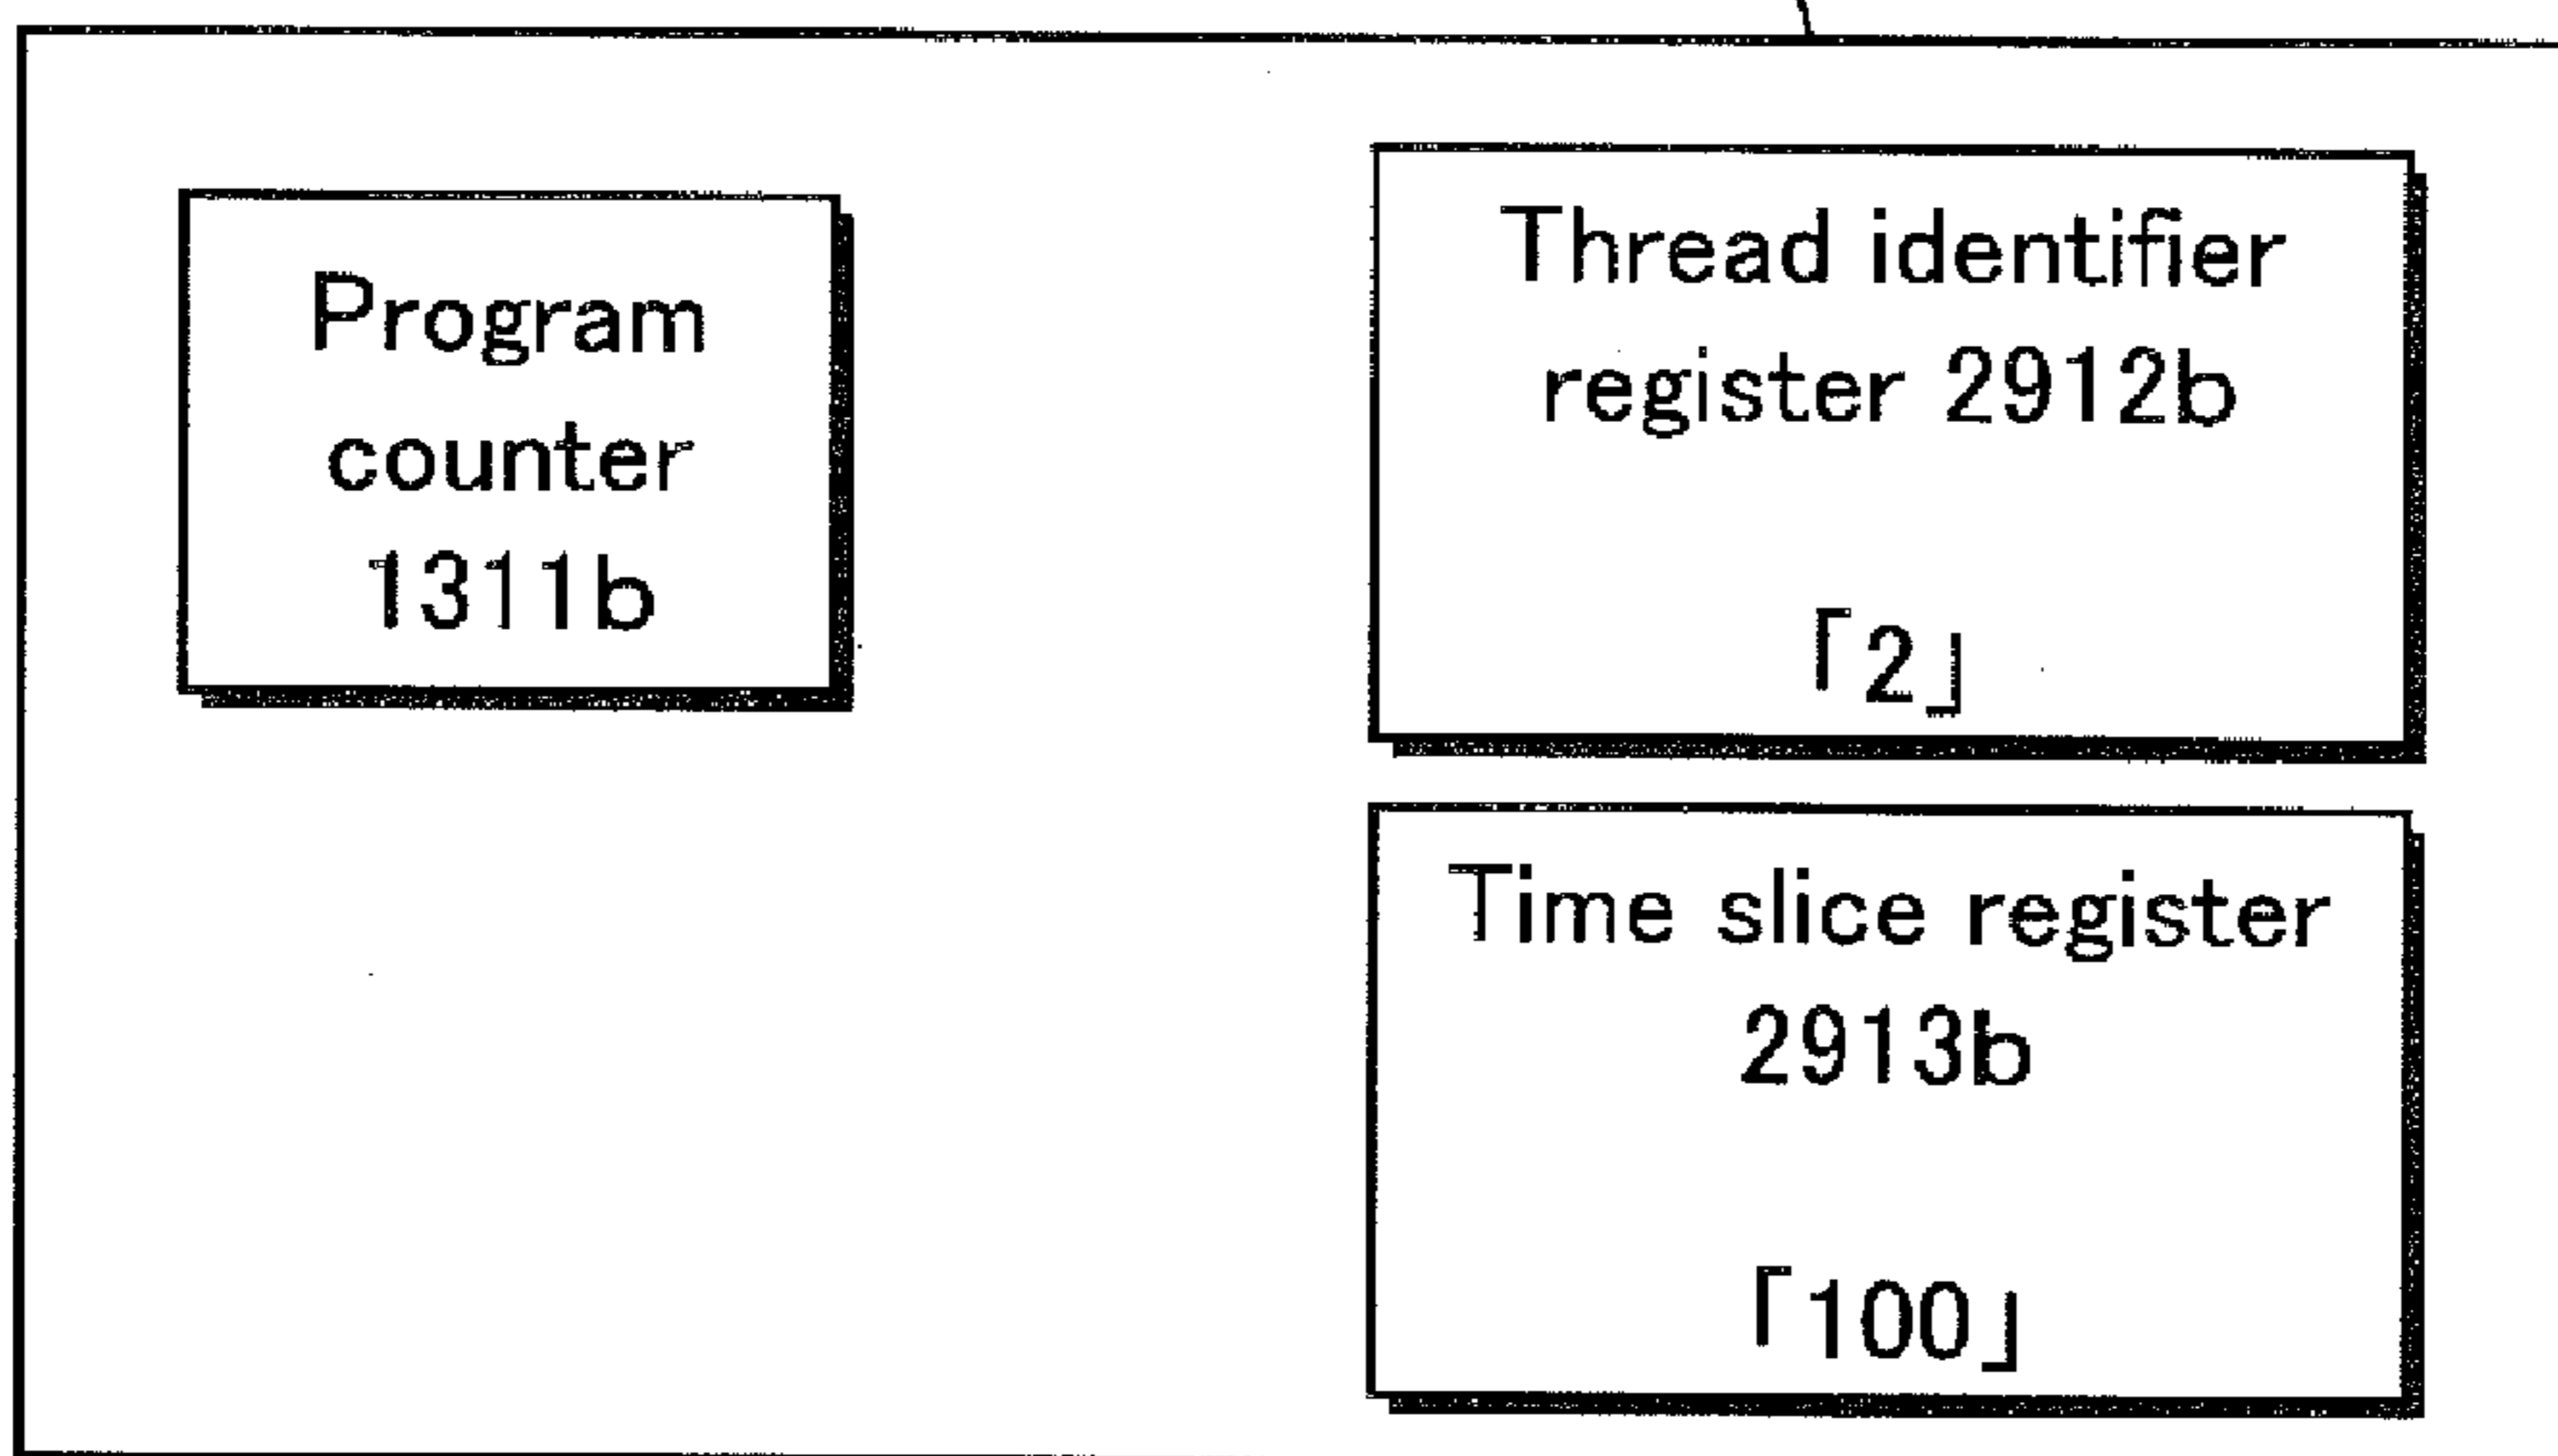 Program
counter
1311b
Thread identifier
register 2912b
「2」
Time slice register
2913b
「100」